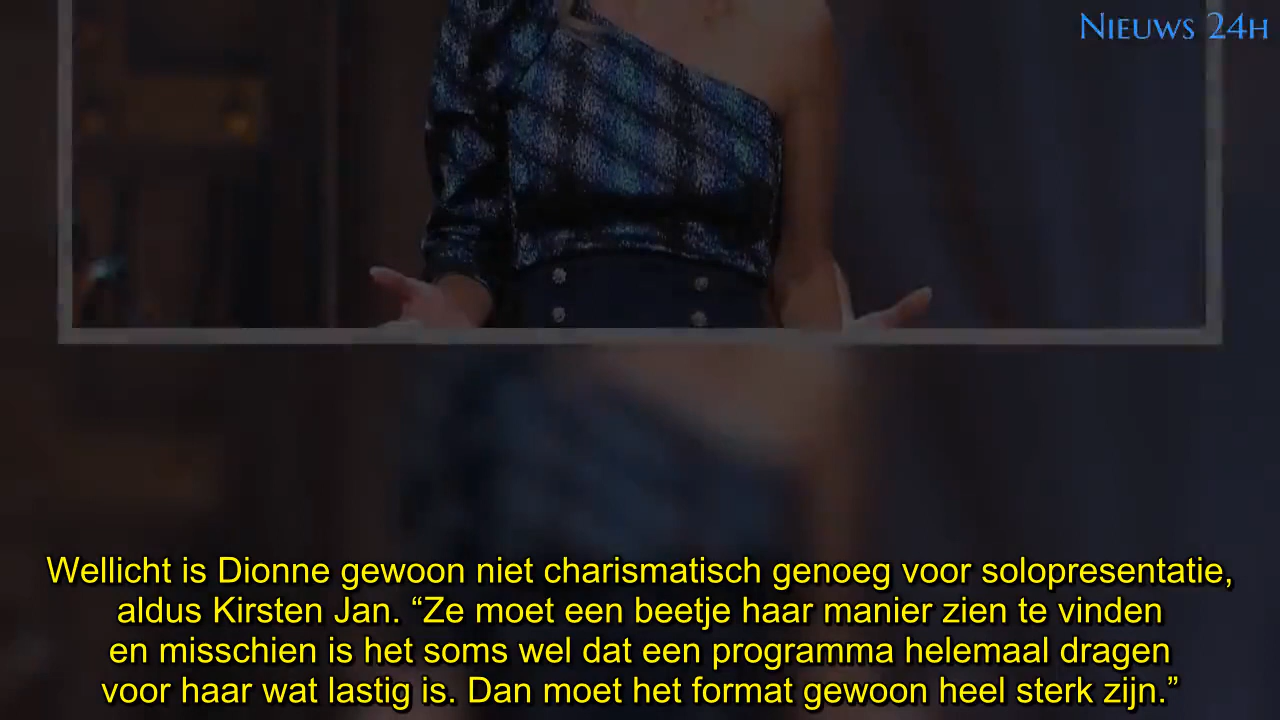 Nieuws 24h
Wellicht is Dionne gewoon niet charismatisch genoeg voor solopresentatie,
aldus Kirsten Jan. “Ze moet een beetje haar manier zien te vinden
en misschien is het soms wel dat een programma helemaal dragen
voor haar wat lastig is. Dan moet het format gewoon heel sterk zijn.”